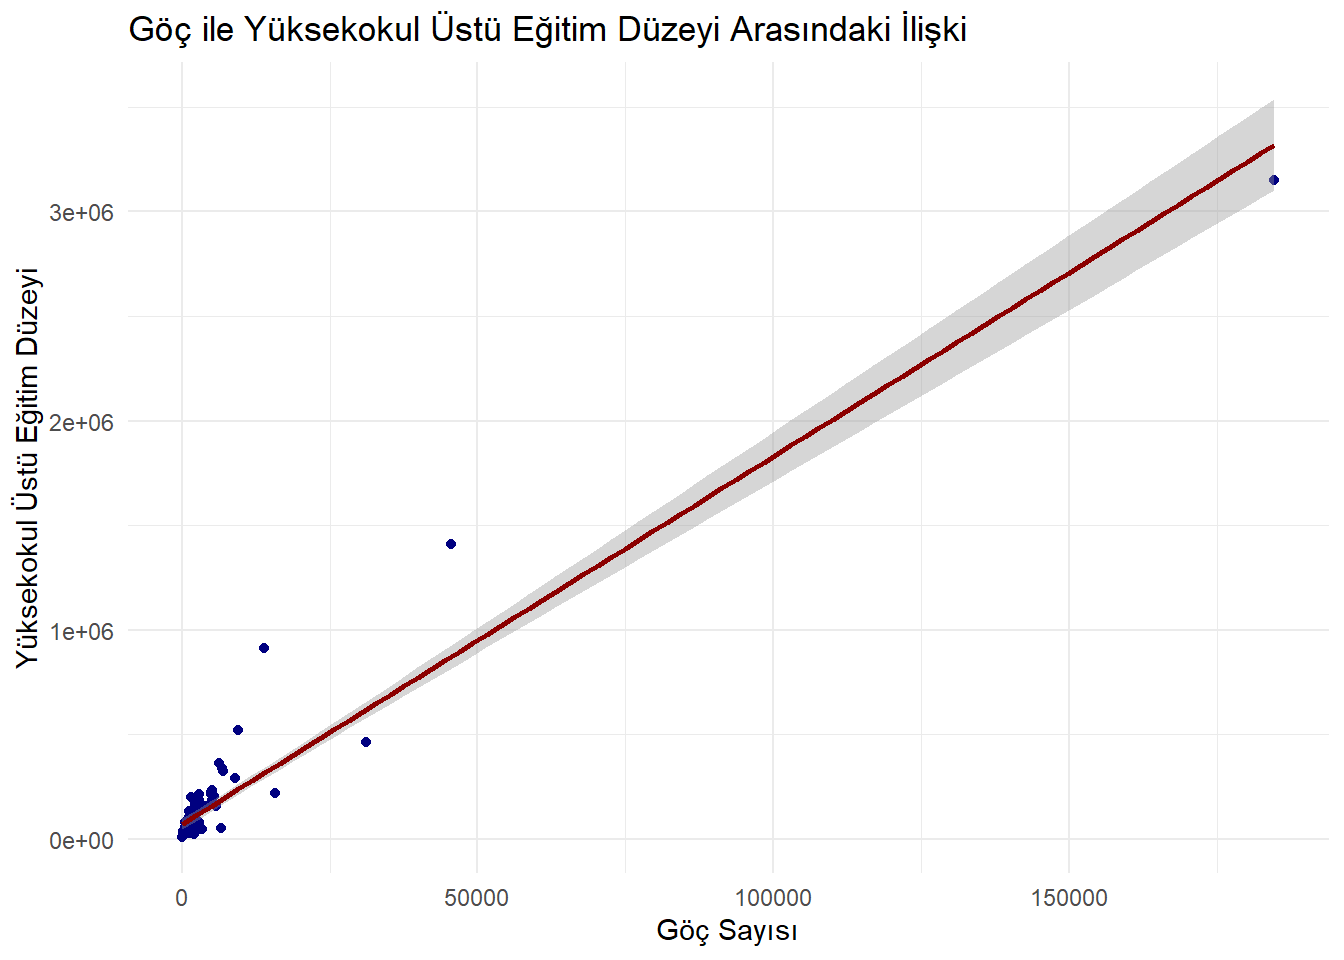 Göç ile Yüksekokul Üstü Eğitim Düzeyi Arasındaki İlişki
Yüksekokul Üstü Eğitim Düzeyi
3e+06
2e+06
1e+06
0e+00
0
50000
100000
150000
Göç Sayısı